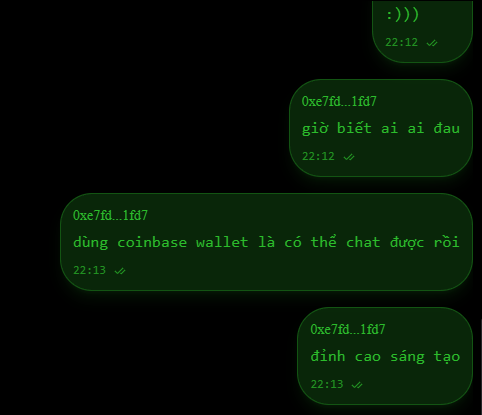 :)))
22:12
0xe7fd...1fd7
giờ biết ai ai đau
22:12
0xe7fd...1fd7
dùng coinbase wallet là có thể chat được rồi
22:13
0xe7fd...1fd7
đỉnh cao sáng tạo
22:13